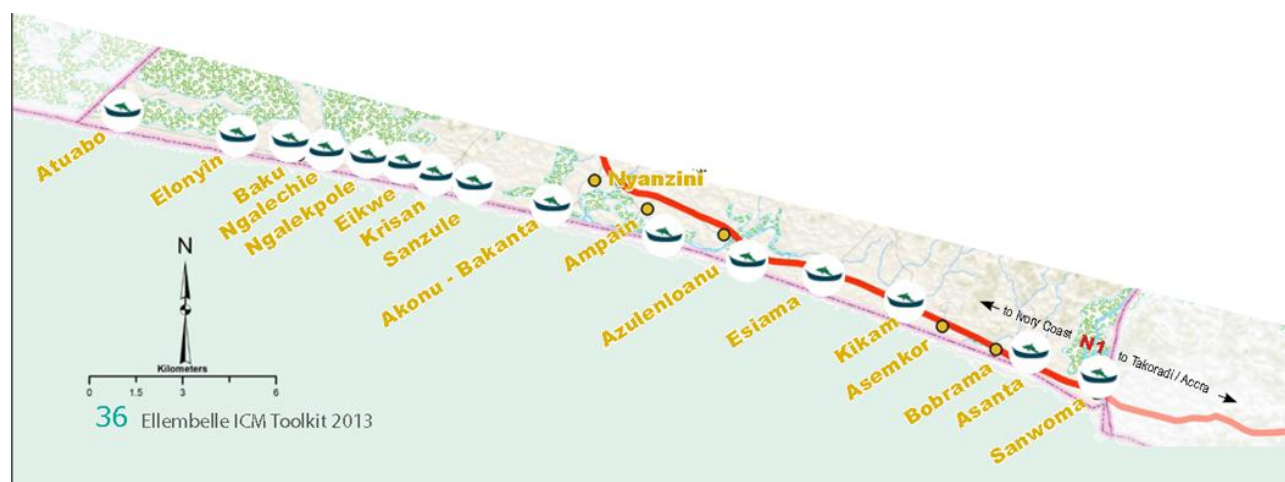 Atuabo
Elonyin
Baku
Ngalechie
Ngalekpole
Eikwe
Krisan
Sanzule
Akonu - Bakanta
Nyanzini
Ampain
Azulenloanu
Esiama
Kikam
Asemkor
Bobrama
Asanta
Sanwoma
to Ivory Coast
N1
to Takoradi / Accra
N
Kilometers
0 1.5 3 6
36 Ellembelle ICM Toolkit 2013